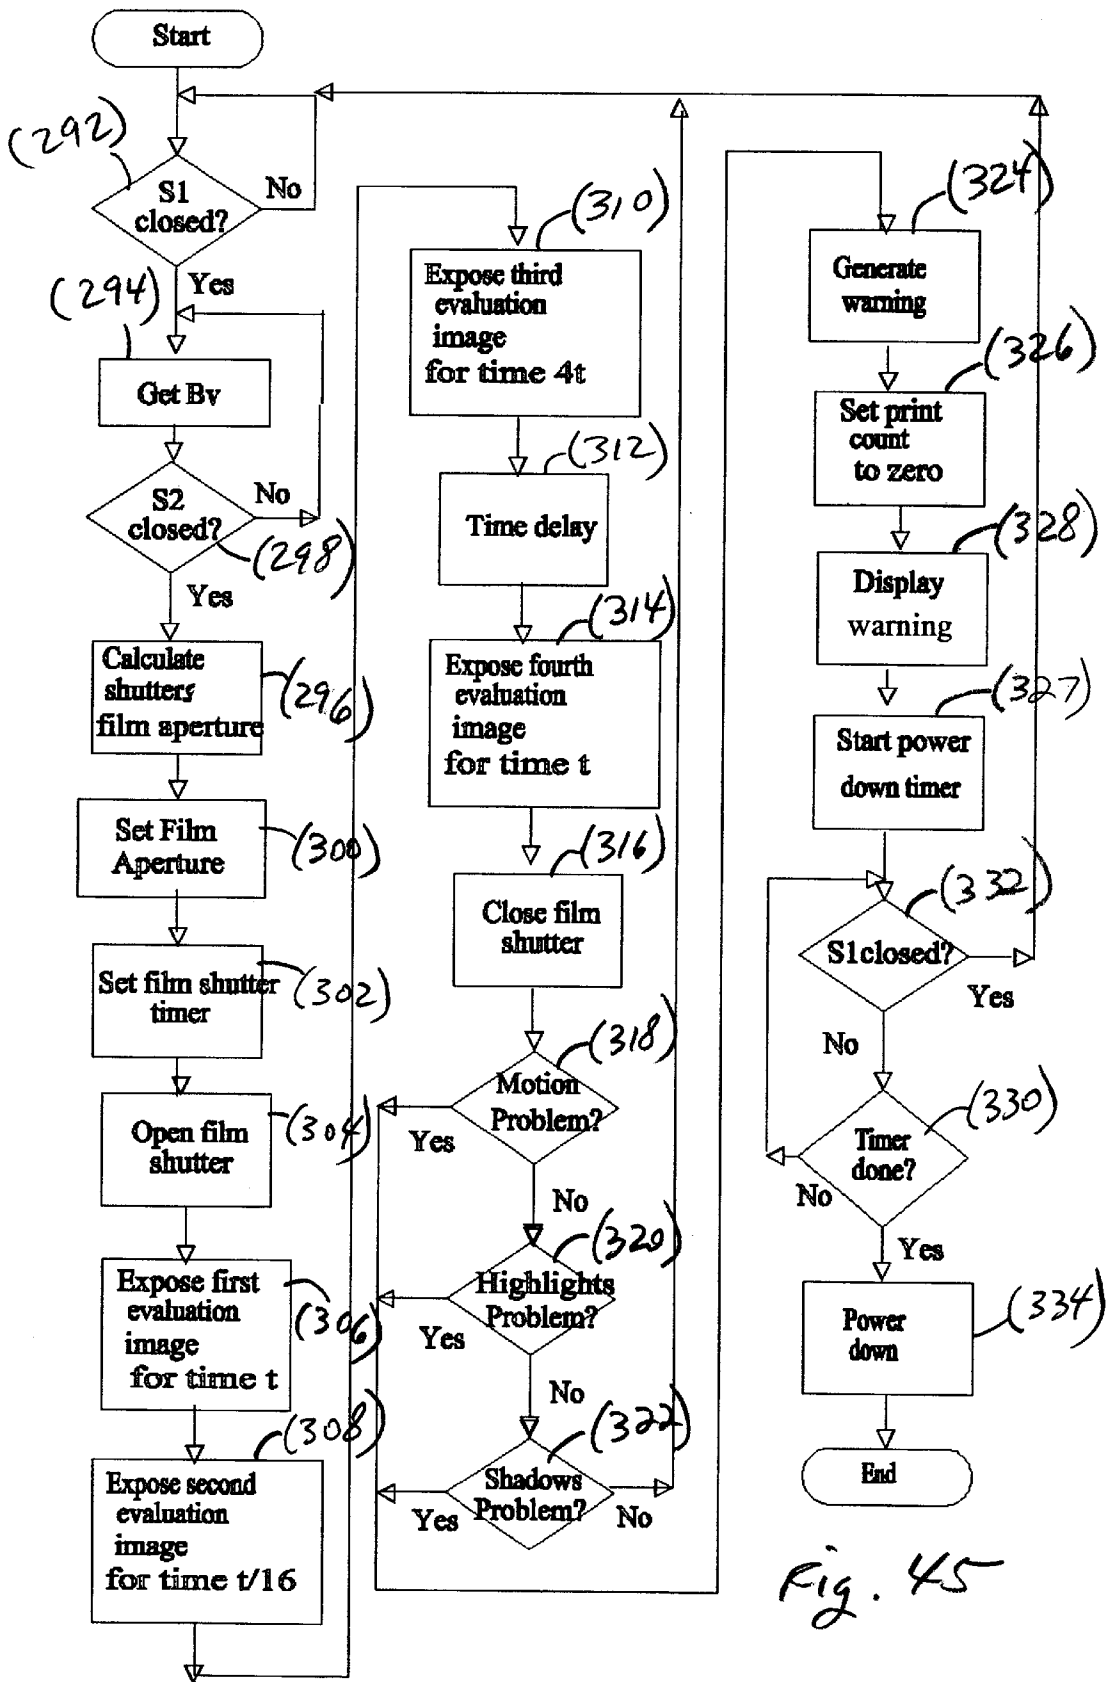 Start
(292)
S1
closed?
No
Yes
(294)
Get Bv
S2
closed?
No
(298)
Yes
Calculate
shutters
film aperture
(296)
Set Film
Aperture
(300)
Set film shutter
timer
(302)
Open film
shutter
(304)
Expose first
evaluation
image
for time t
(306)
(308)
Expose second
evaluation
image
for time t/16
(310)
Expose third
evaluation
image
for time 4t
(312)
Time delay
(314)
Expose fourth
evaluation
image
for time t
(316)
Close film
shutter
(318)
Motion
Problem?
Yes
No
(320)
Highlights
Problem?
Yes
No
(322)
Shadows
Problem?
Yes
No
(324)
Generate
warning
(326)
Set print
count
to zero
(328)
Display
warning
(327)
Start power
down timer
(332)
S1closed?
Yes
No
(330)
Timer
done?
No
Yes
(334)
Power
down
End
Fig. 45